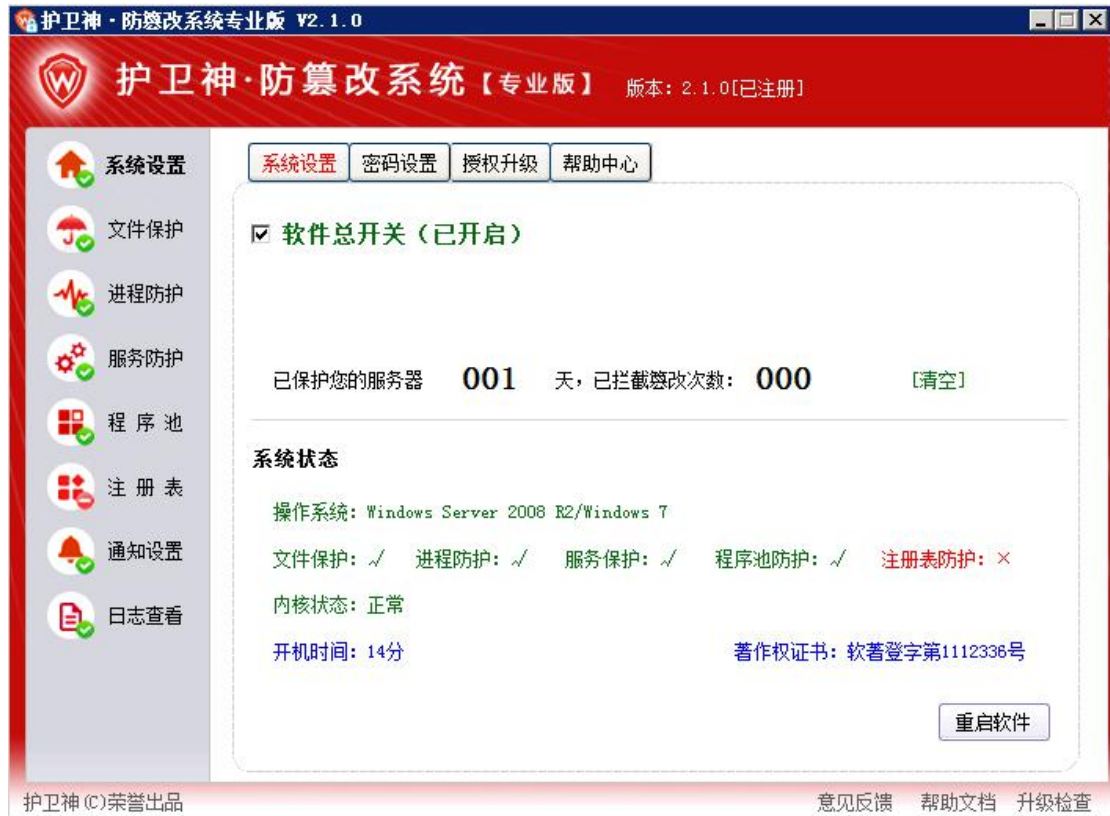 护卫神·防篡改系统专业版 V2.1.0
护卫神·防篡改系统【专业版】 版本: 2.1.0[已注册]
系统设置
文件保护
进程防护
服务防护
程 序 池
注 册 表
通知设置
日志查看
系统设置 密码设置 授权升级 帮助中心
软件总开关（已开启）
已保护您的服务器 001 天，已拦截篡改次数： 000 [清空]
系统状态
操作系统: Windows Server 2008 R2/Windows 7
文件保护: √ 进程防护: √ 服务保护: √ 程序池防护: √ 注册表防护: ×
内核状态: 正常
开机时间: 14分 著作权证书: 软著登字第1112336号
重启软件
护卫神(C)荣誉出品 意见反馈 帮助文档 升级检查